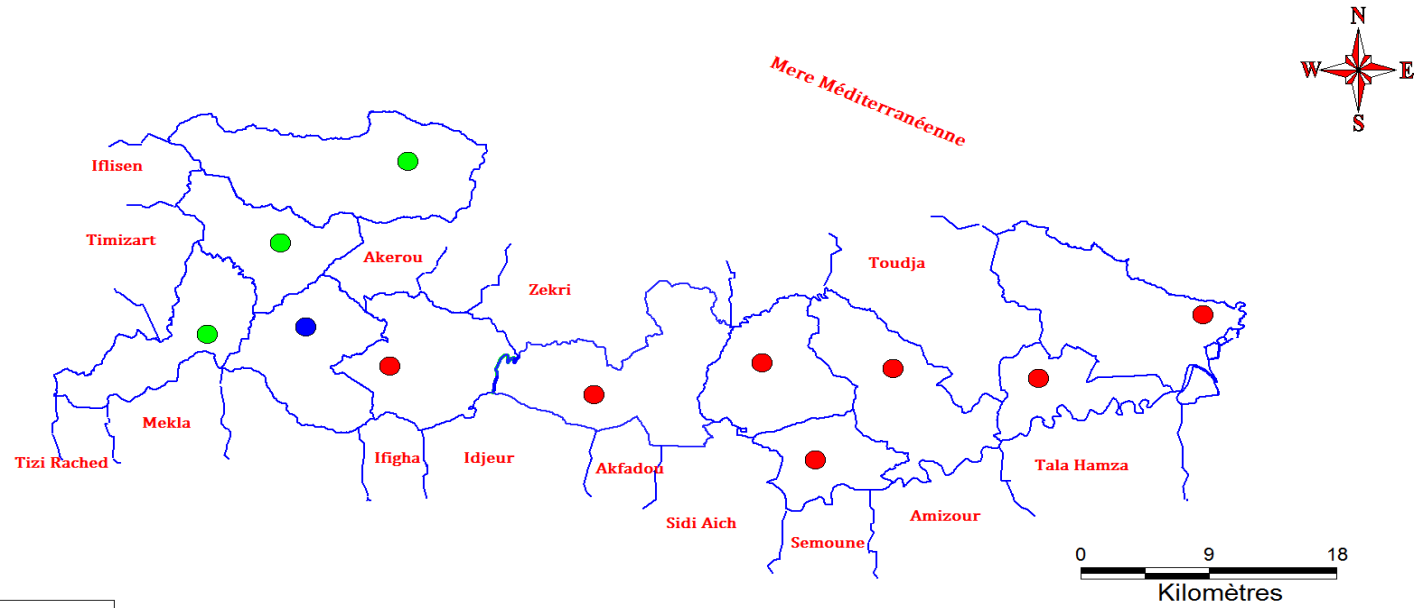 N
Mere Méditerranéenne
W E
S
Iflisen
Timizart
Akerou
Toudja
Zekri
Mekla
Tizi Rached
Ifigha
Idjeur
Akfadou
Tala Hamza
Sidi Aich
Amizour
Semoune
0 9 18
Kilomètres